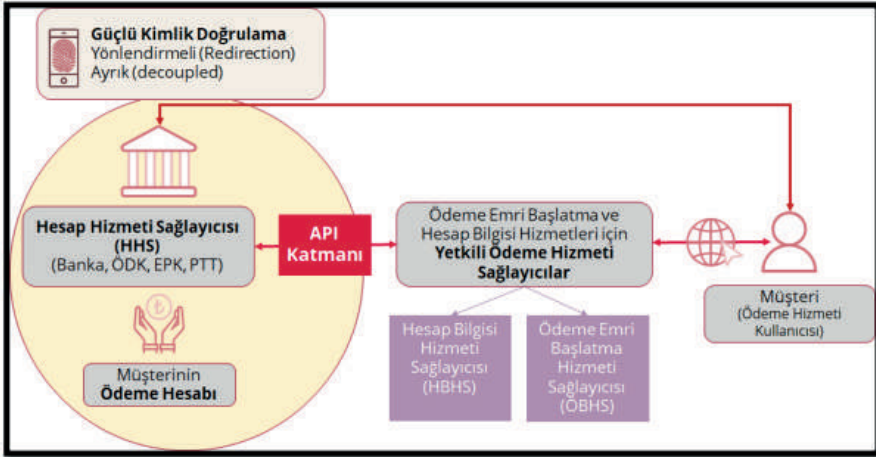 Güçlü Kimlik Doğrulama
Yönlendirmeli (Redirection)
Ayrık (decoupled)
Hesap Hizmeti Sağlayıcısı
(HHS)
(Banka, ÖDK, EPK, PTT)
API
Katmanı
Ödeme Emri Başlatma ve
Hesap Bilgisi Hizmetleri için
Yetkili Ödeme Hizmeti
Sağlayıcılar
Müşteri
(Ödeme Hizmeti
Kullanıcısı)
Hesap Bilgisi
Hizmeti
Sağlayıcısı
(HBHS)
Ödeme Emri
Başlatma
Hizmeti
Sağlayıcısı
(ÖBHS)
₺
Müşterinin
Ödeme Hesabı